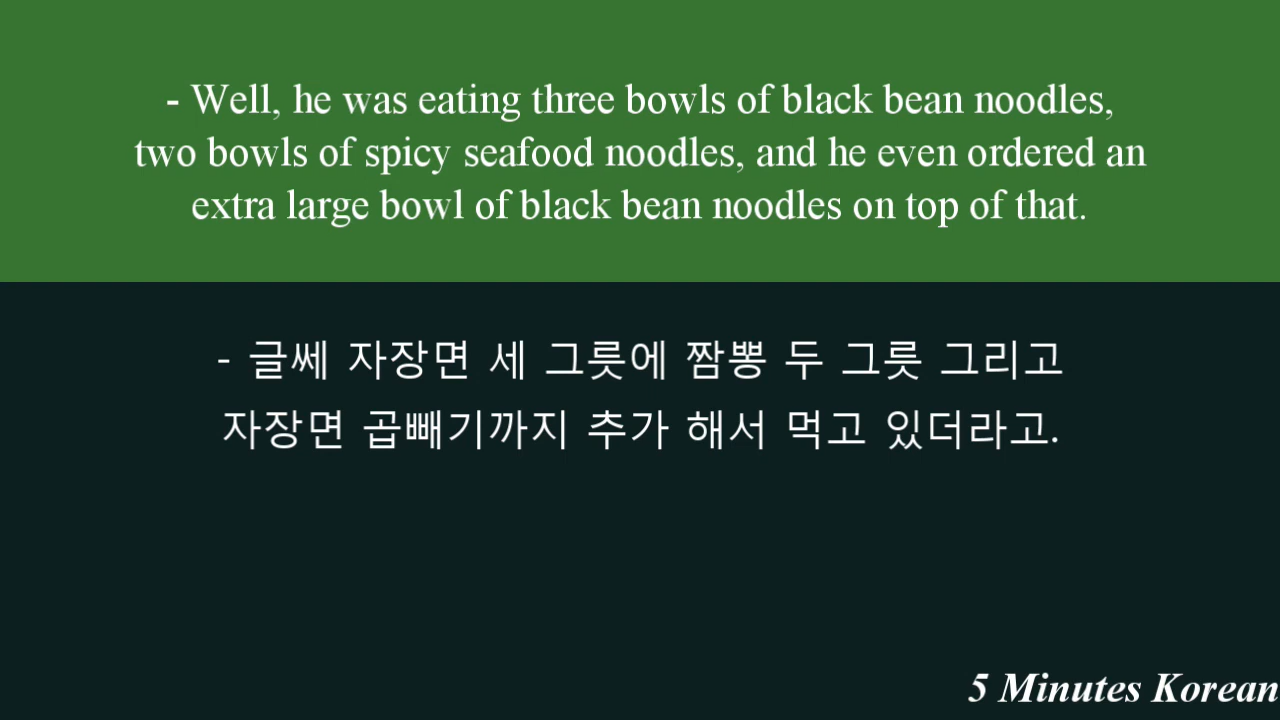 - Well, he was eating three bowls of black bean noodles,
two bowls of spicy seafood noodles, and he even ordered an
extra large bowl of black bean noodles on top of that.
- 글쎄 자장면 세 그릇에 짬뽕 두 그릇 그리고
자장면 곱빼기까지 추가 해서 먹고 있더라고.
5 Minutes Korean